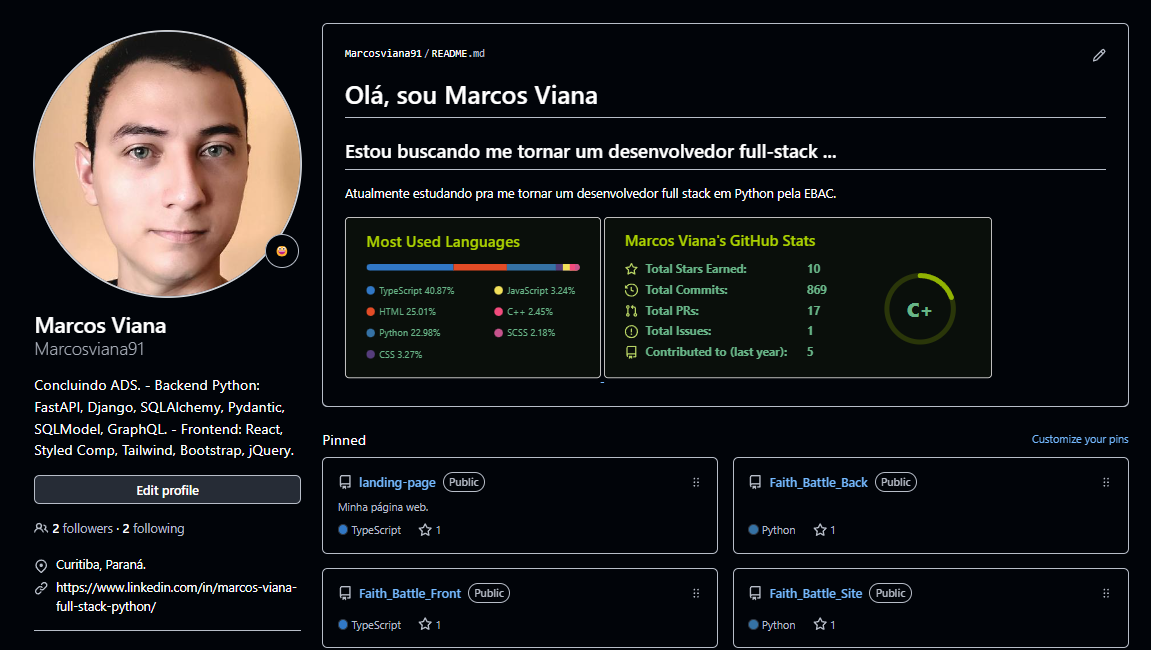 Marcos Viana
Marcosviana91
Concluindo ADS. - Backend Python:
FastAPI, Django, SQLAlchemy, Pydantic,
SQLModel, GraphQL. - Frontend: React,
Styled Comp, Tailwind, Bootstrap, jQuery.
Edit profile
2 followers · 2 following
Curitiba, Paraná.
https://www.linkedin.com/in/marcos-viana-
full-stack-python/
Marcosviana91/README.md
Olá, sou Marcos Viana
Estou buscando me tornar um desenvolvedor full-stack ...
Atualmente estudando pra me tornar um desenvolvedor full stack em Python pela EBAC.
Most Used Languages
TypeScript 40.87%
HTML 25.01%
Python 22.98%
CSS 3.27%
JavaScript 3.24%
C++ 2.45%
SCSS 2.18%
Marcos Viana's GitHub Stats
Total Stars Earned: 10
Total Commits: 869
Total PRs: 17
Total Issues: 1
Contributed to (last year): 5
C+
Pinned
Customize your pins
landing-page Public
Minha página web.
TypeScript 1
Faith_Battle_Back Public
Python 1
Faith_Battle_Front Public
TypeScript 1
Faith_Battle_Site Public
Python 1